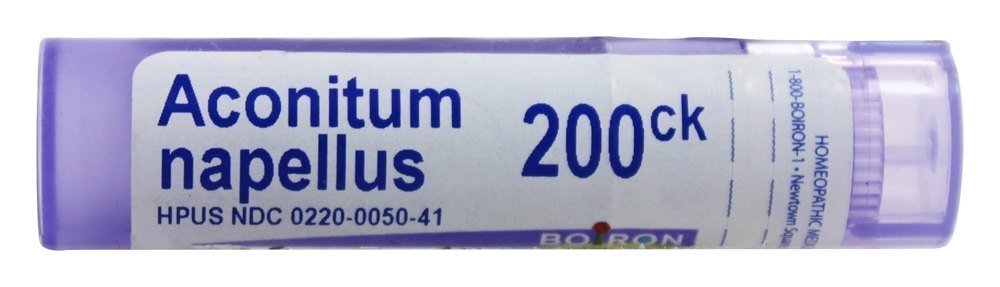 Aconitum
napellus
HPUS NDC 0220-0050-41
200ck
BOIRON
HOMEOPATHIC
1-800-BOIRON-1 • Newtown